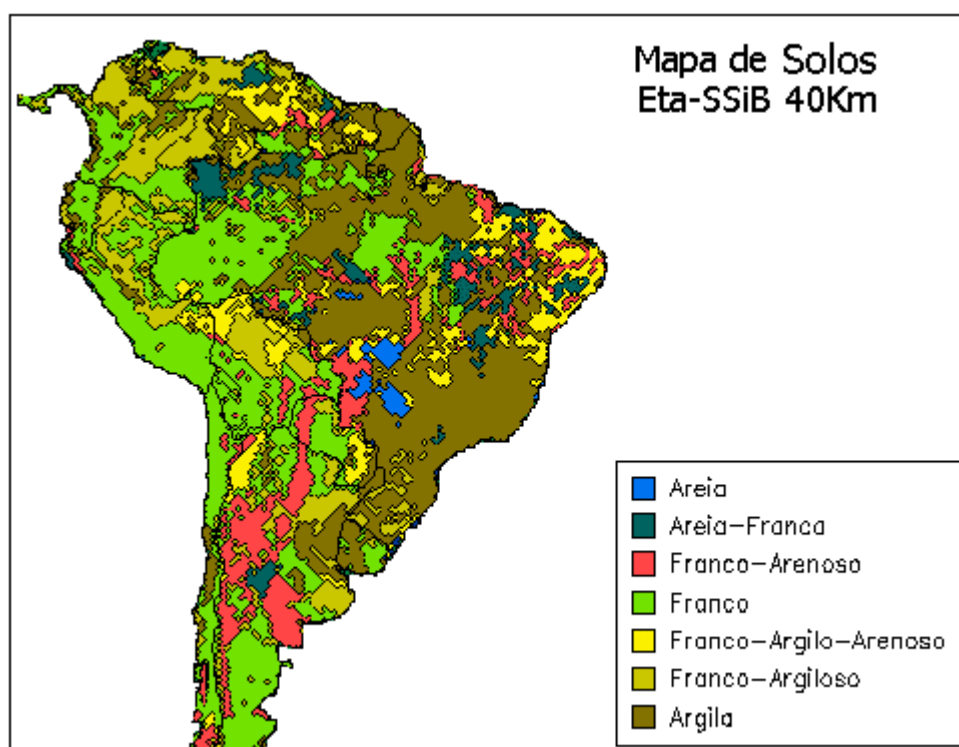 Mapa de Solos
Eta-SSiB 40Km
Areia
Areia-Franca
Franco-Arenoso
Franco
Franco-Argilo-Arenoso
Franco-Argiloso
Argila